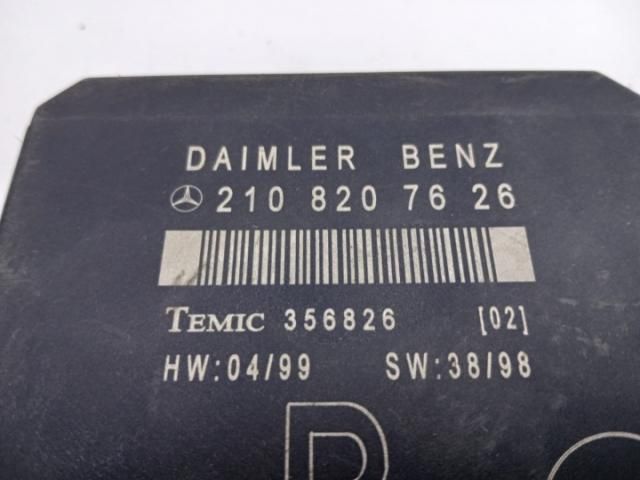 DAIMLER BENZ
210 820 76 26
TEMIC 356826 [02]
HW:04/99 SW:38/98
D